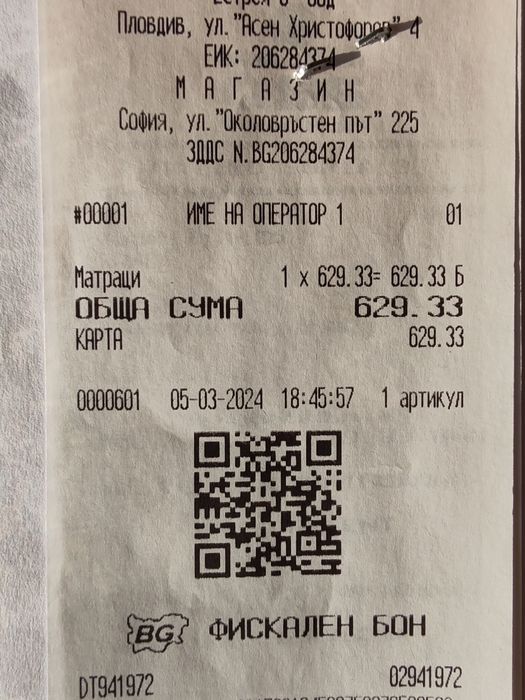 Пловдив, ул. "Асен Христофоров" 4
ЕИК: 206284374
М А Г А З И Н
София, ул. "Околовръстен път" 225
ЗДДС N.BG206284374
#00001 ИМЕ НА ОПЕРАТОР 1 01
Матраци 1 x 629.33= 629.33 Б
ОБЩА СУМА 629.33
КАРТА 629.33
0000601 05-03-2024 18:45:57 1 артикул
BG ФИСКАЛЕН БОН
DT941972 02941972